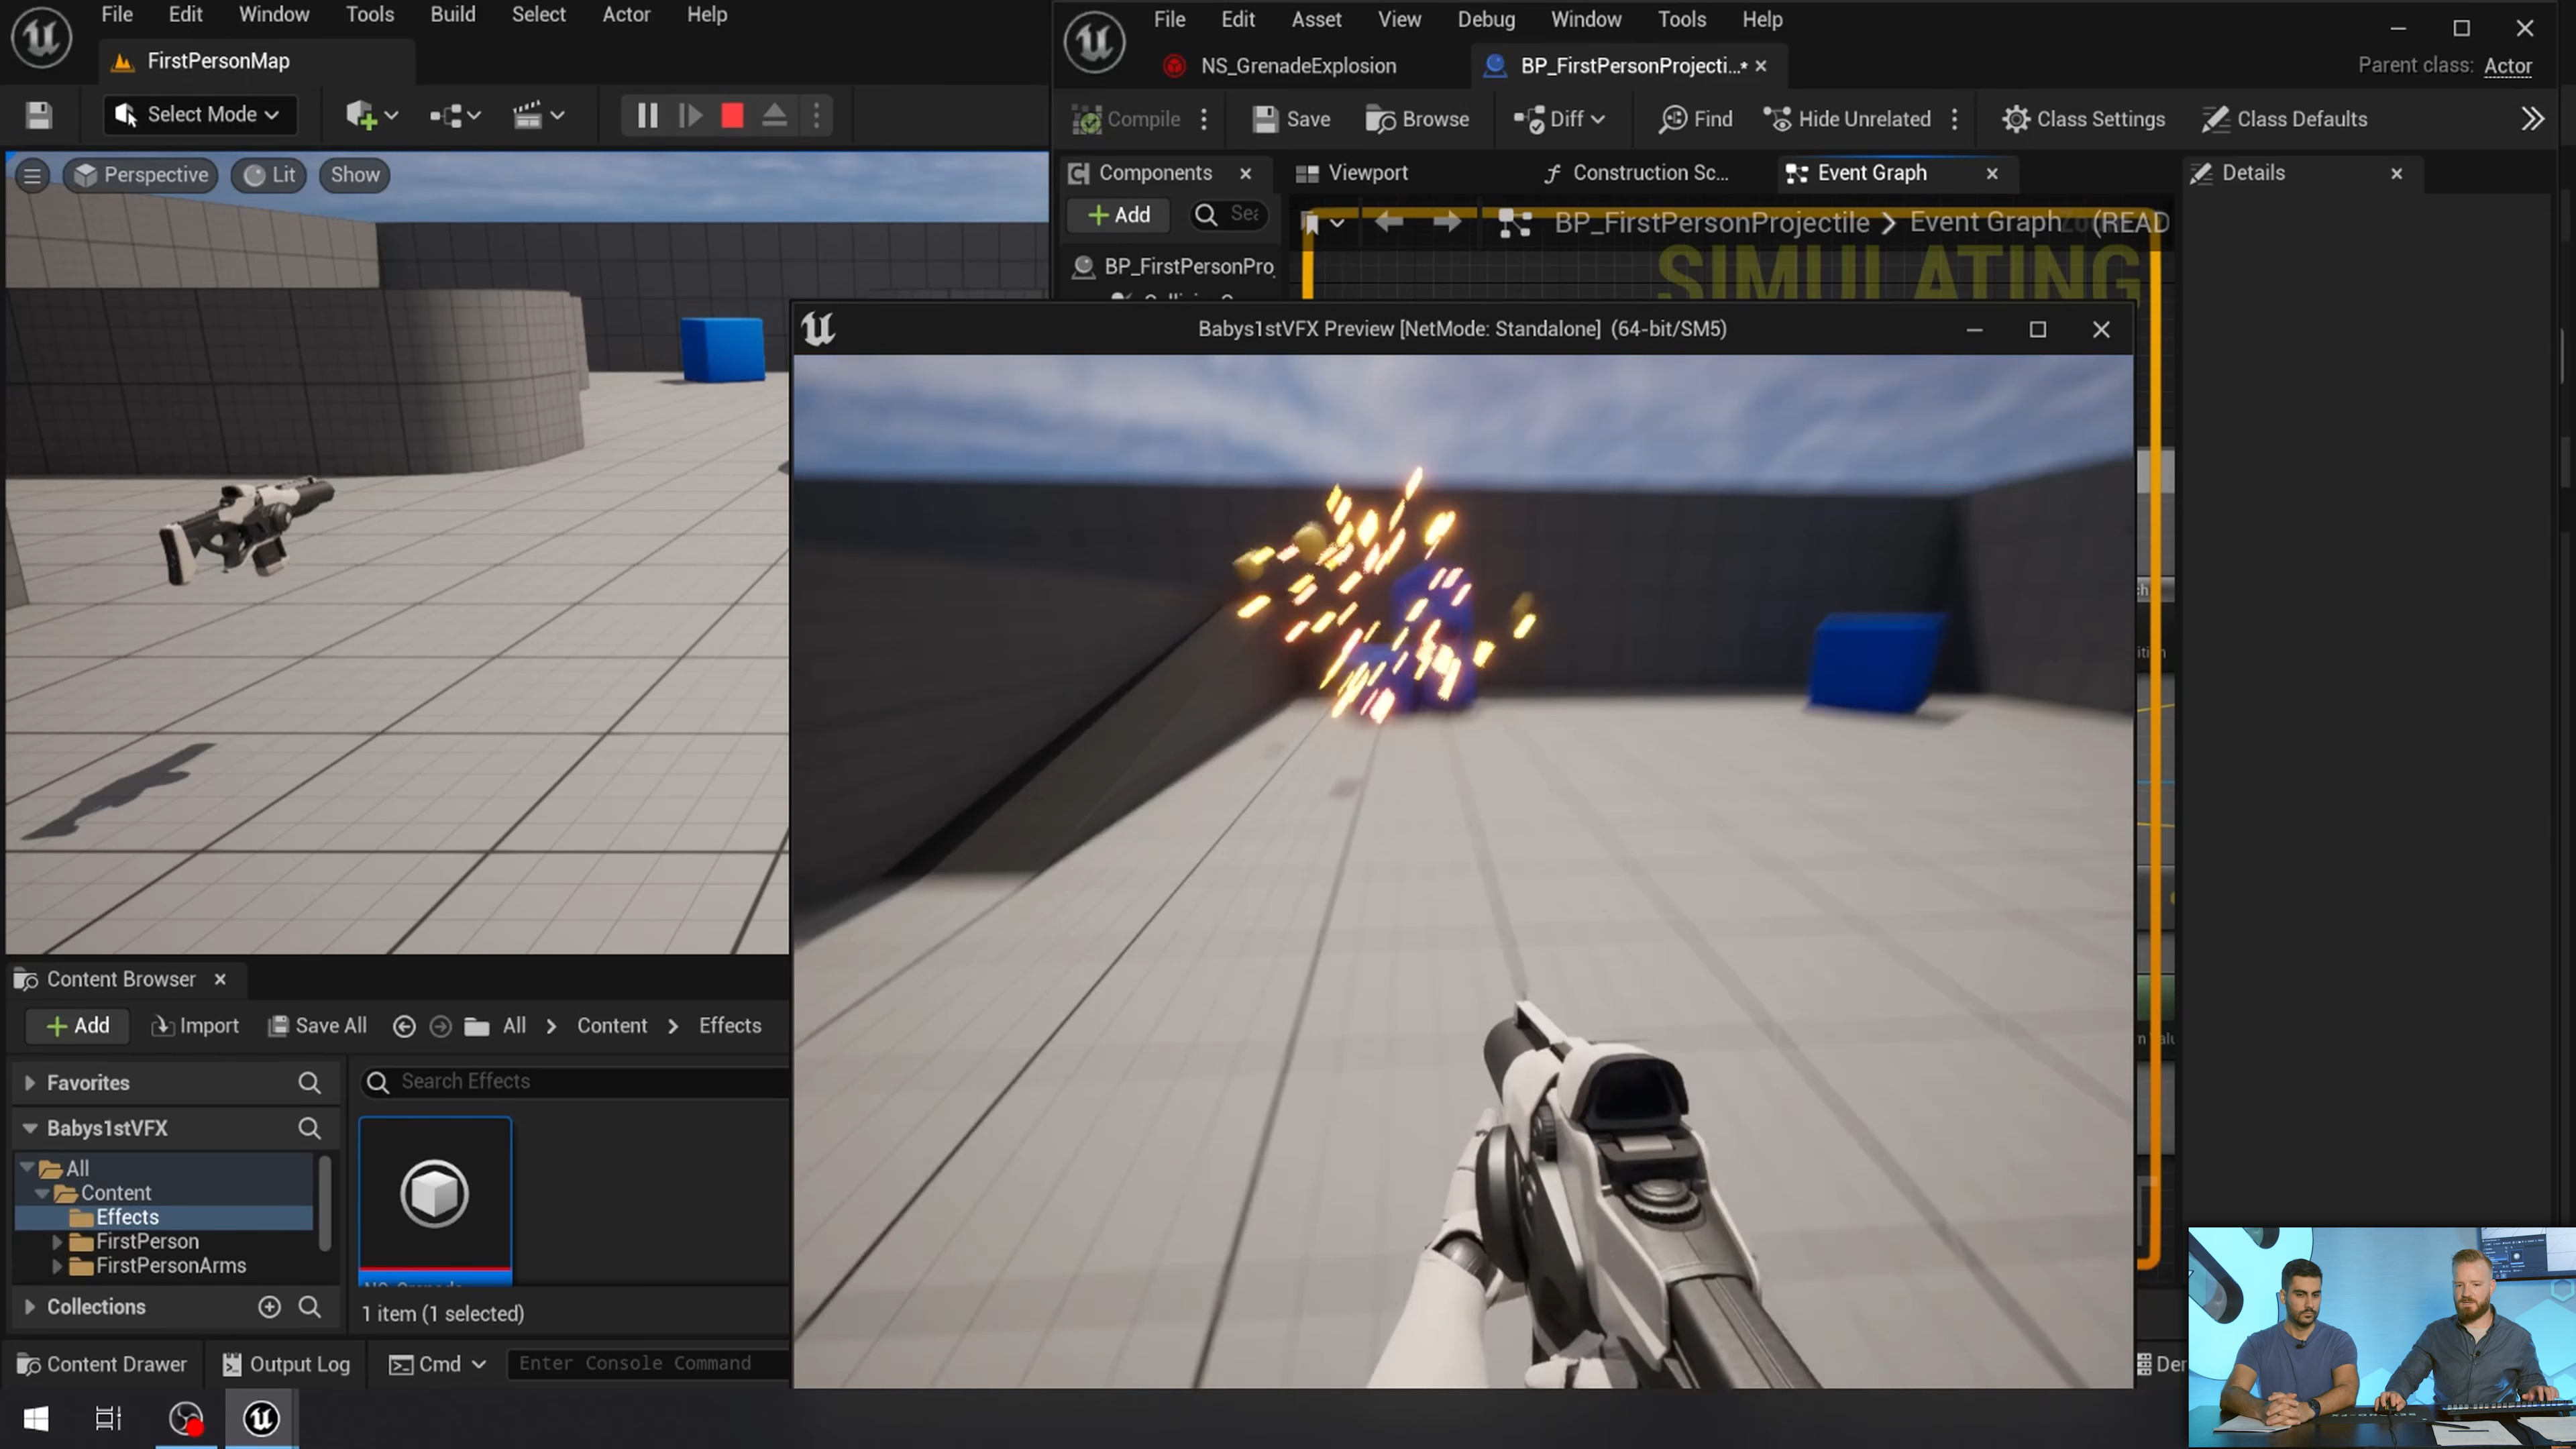 File Edit Window Tools Build Select Actor Help
FirstPersonMap
Select Mode
Perspective Lit Show
File Edit Asset View Debug Window Tools Help
NS_GrenadeExplosion BP_FirstPersonProjecti...•
Parent class: Actor
Compile Save Browse Diff Find Hide Unrelated Class Settings Class Defaults
Components Viewport Construction Sc... Event Graph Details
Add
BP_FirstPersonProjectile > Event Graph (READ
BP_FirstPersonPro
SIMULATING
Babys1stVFX Preview [NetMode: Standalone] (64-bit/SM5)
Content Browser
Add Import Save All All > Content > Effects
Favorites
Search Effects
Babys1stVFX
All
Content
Effects
FirstPerson
FirstPersonArms
Collections
1 item (1 selected)
Content Drawer Output Log Cmd Enter Console Command